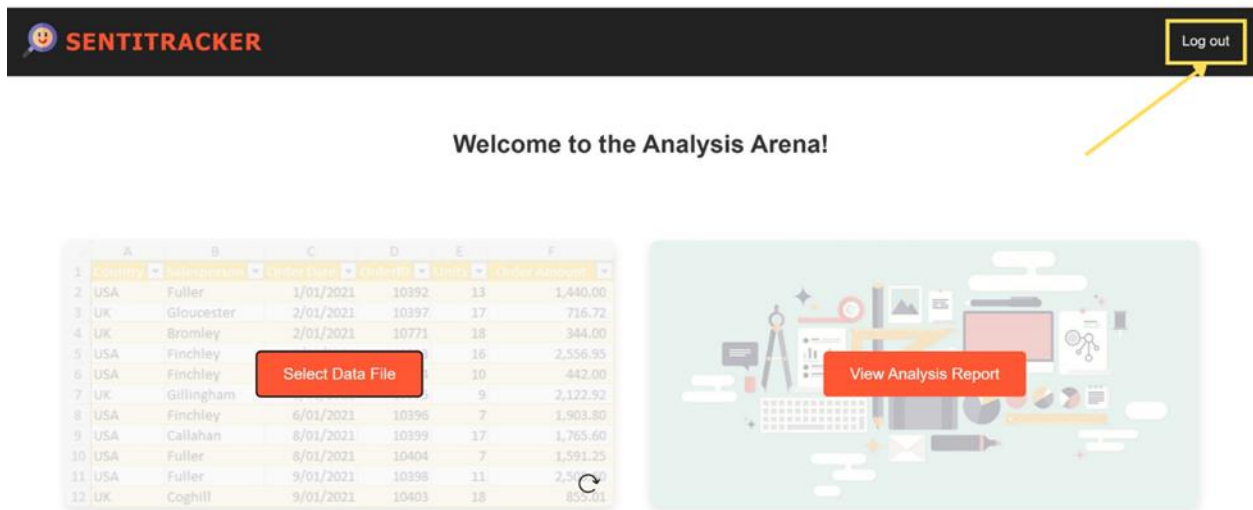 SENTITRACKER
Log out
Welcome to the Analysis Arena!
A B C D E F
1 Country Salesperson Order Date OrderID Units Order Amount
2 USA Fuller 1/01/2021 10392 13 1,440.00
3 UK Gloucester 2/01/2021 10397 17 716.72
4 UK Bromley 2/01/2021 10771 18 344.00
5 USA Finchley 16 2,556.95
6 USA Finchley 10 442.00
7 UK Gillingham 9 2,122.92
8 USA Finchley 6/01/2021 10396 7 1,903.80
9 USA Callahan 8/01/2021 10399 17 1,765.60
10 USA Fuller 8/01/2021 10404 7 1,591.25
11 USA Fuller 9/01/2021 10398 11
12 UK Coghill 9/01/2021 10403 18 855.01
Select Data File
View Analysis Report